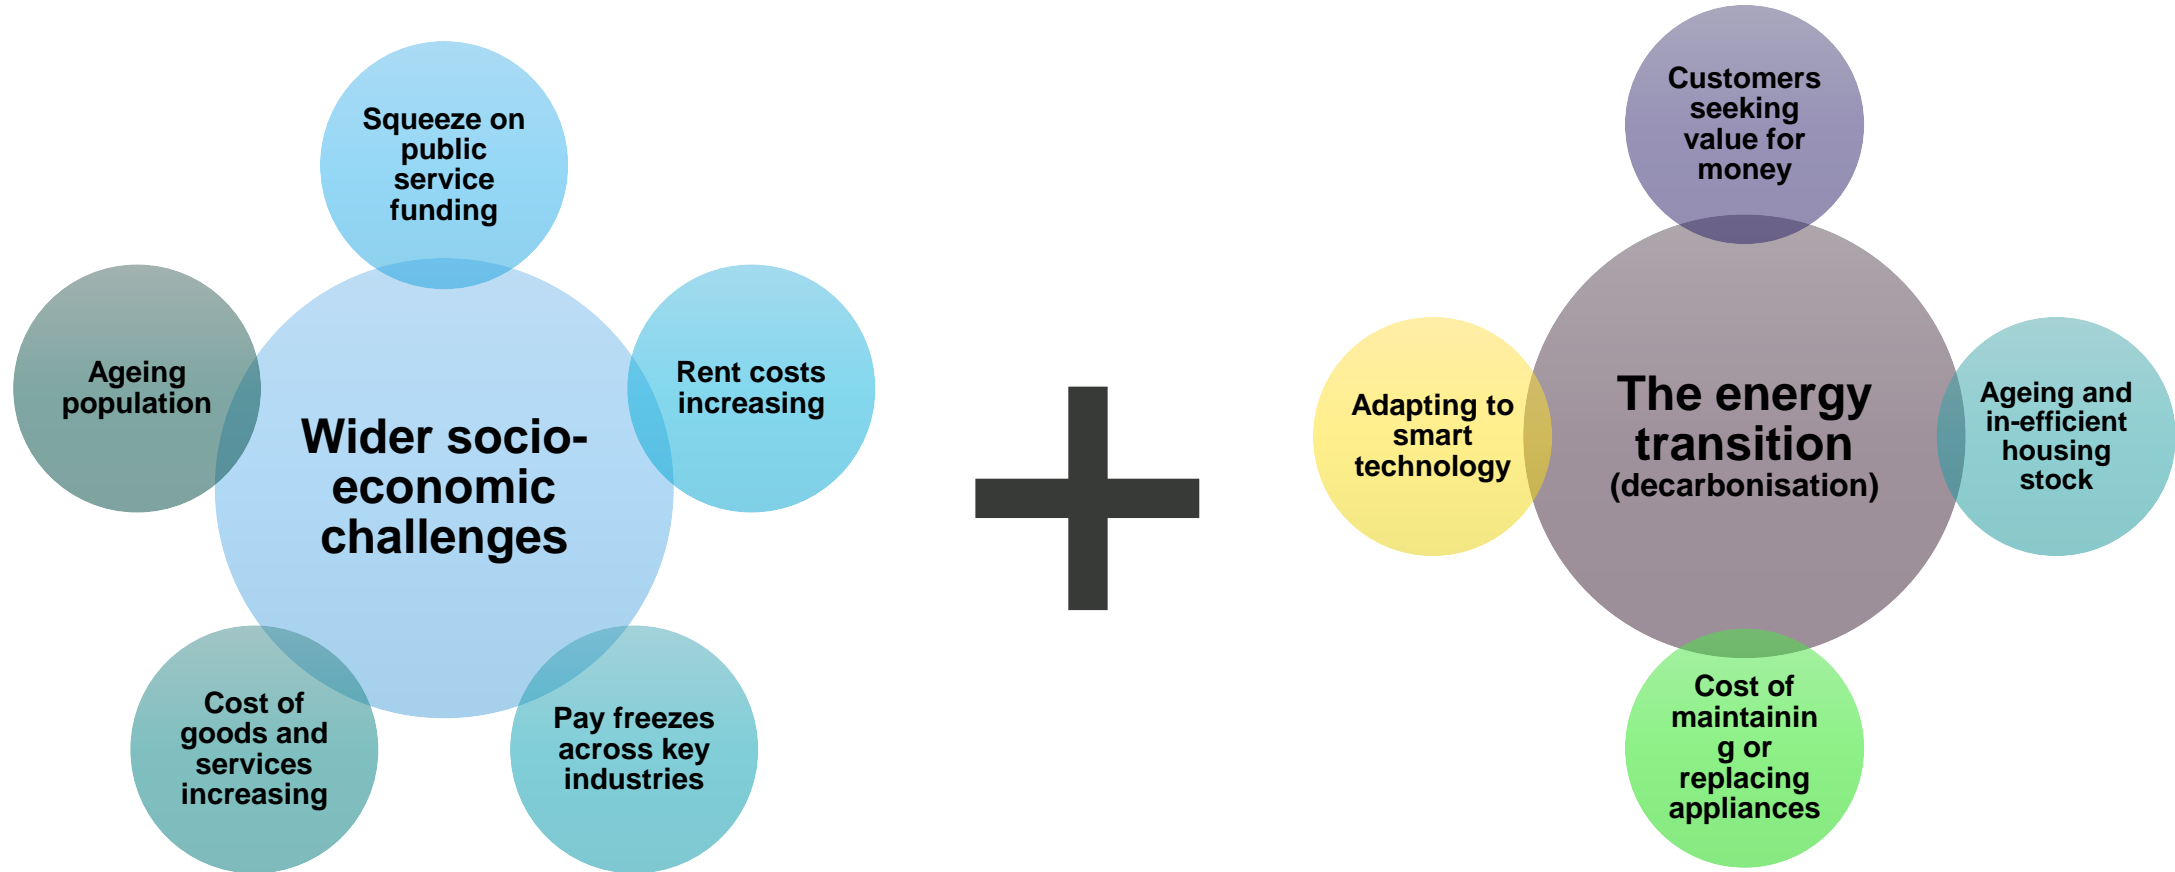 Squeeze on
public
service
funding
Ageing
population
Rent costs
increasing
Wider socio-
economic
challenges
Cost of
goods and
services
increasing
Pay freezes
across key
industries
Customers
seeking
value for
money
Adapting to
smart
technology
The energy
transition
(decarbonisation)
Ageing and
in-efficient
housing
stock
Cost of
maintainin
g or
replacing
appliances